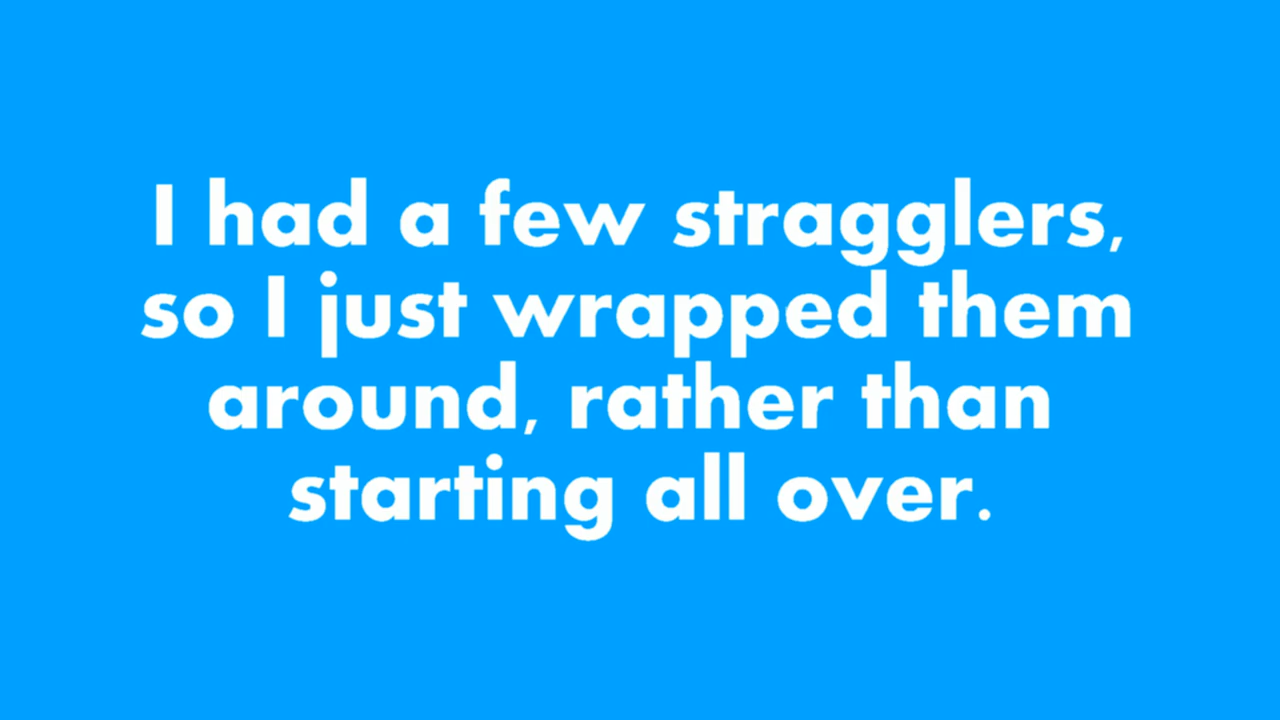 I had a few stragglers,
so I just wrapped them
around, rather than
starting all over.